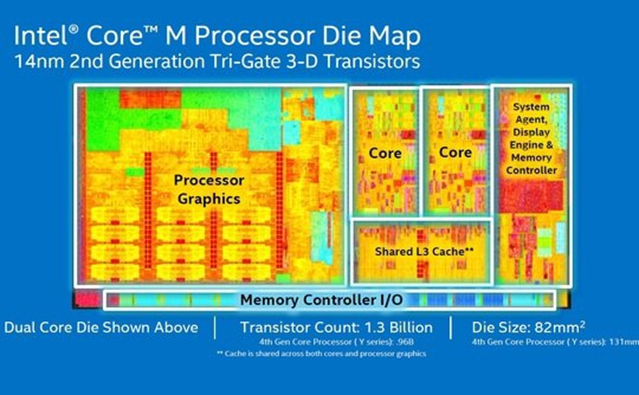 Intel® Core™ M Processor Die Map
14nm 2nd Generation Tri-Gate 3-D Transistors
Processor
Graphics
Core
Core
System
Agent,
Display
Engine &
Memory
Controller
Shared L3 Cache**
Memory Controller I/O
Dual Core Die Shown Above
Transistor Count: 1.3 Billion
4th Gen Core Processor ( Y series): .96B
Die Size: 82mm²
4th Gen Core Processor ( Y series): 131mm
** Cache is shared across both cores and processor graphics